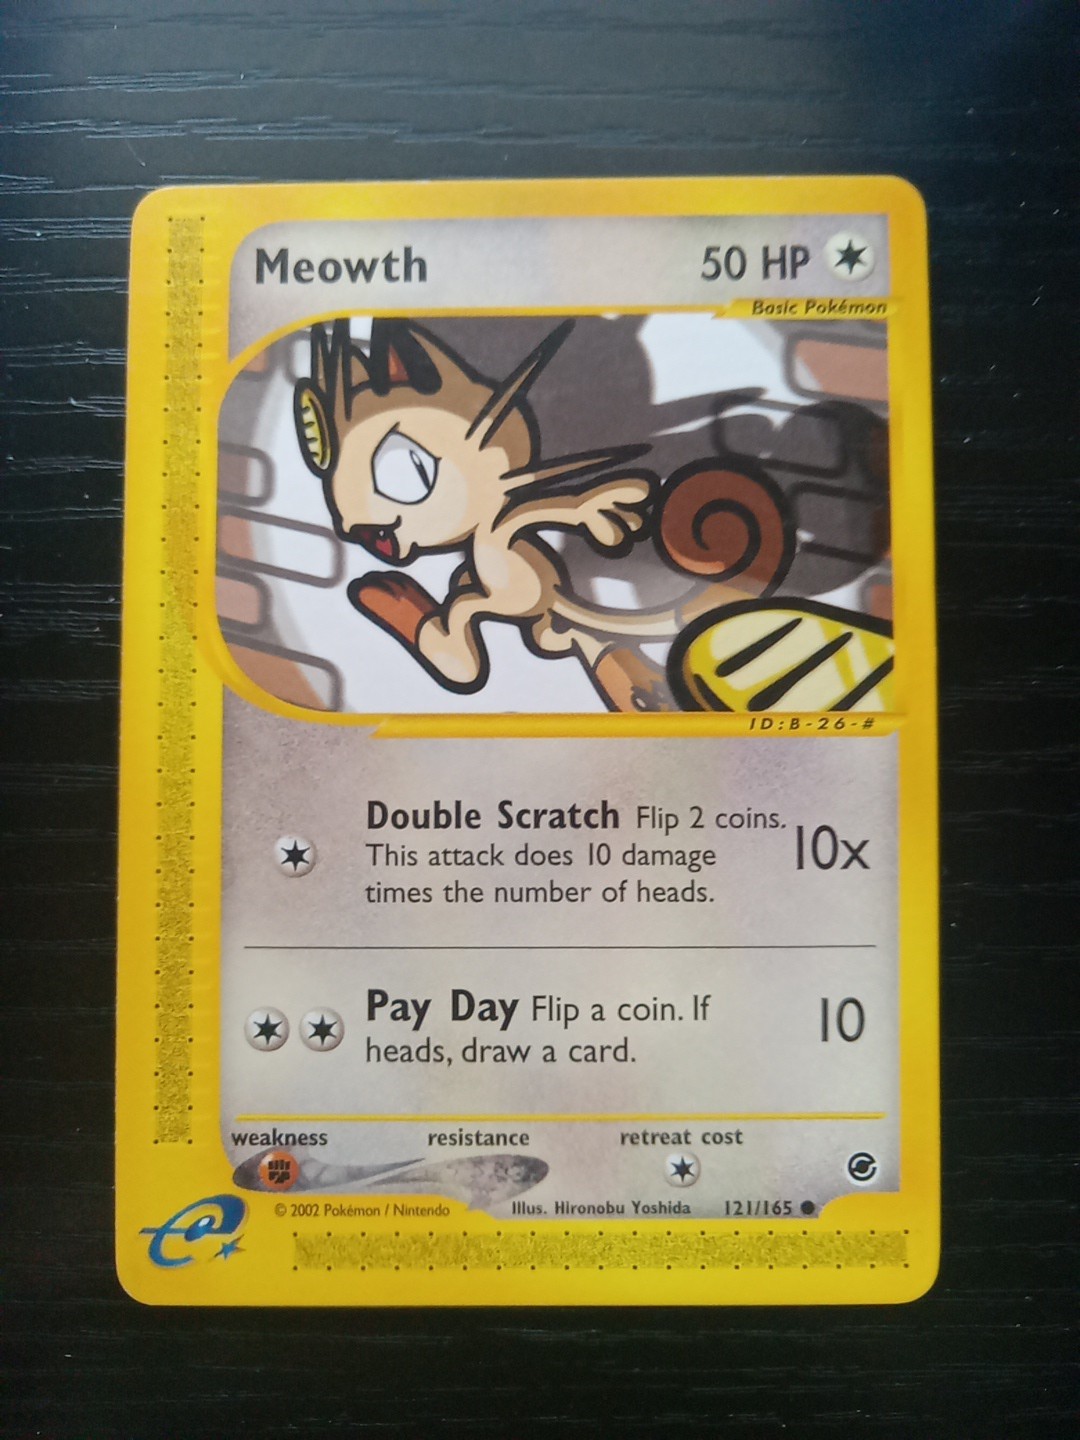 Meowth 50 HP
Basic Pokémon
ID:B-26-#
Double Scratch Flip 2 coins.
This attack does 10 damage
times the number of heads.
10x
Pay Day Flip a coin. If
heads, draw a card.
10
weakness resistance retreat cost
© 2002 Pokémon / Nintendo Illus. Hironobu Yoshida 121/165 ●
e